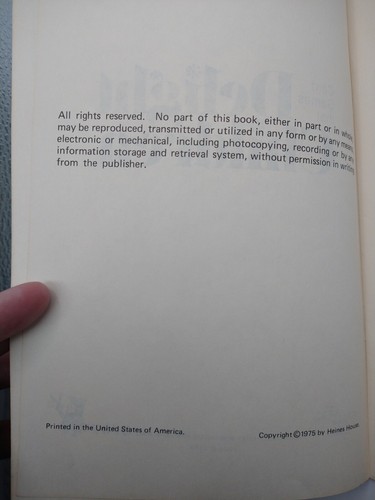 All rights reserved. No part of this book, either in part or in whole
may be reproduced, transmitted or utilized in any form or by any means
electronic or mechanical, including photocopying, recording or by any
information storage and retrieval system, without permission in writing
from the publisher.
Printed in the United States of America.
Copyright ©1975 by Haines House